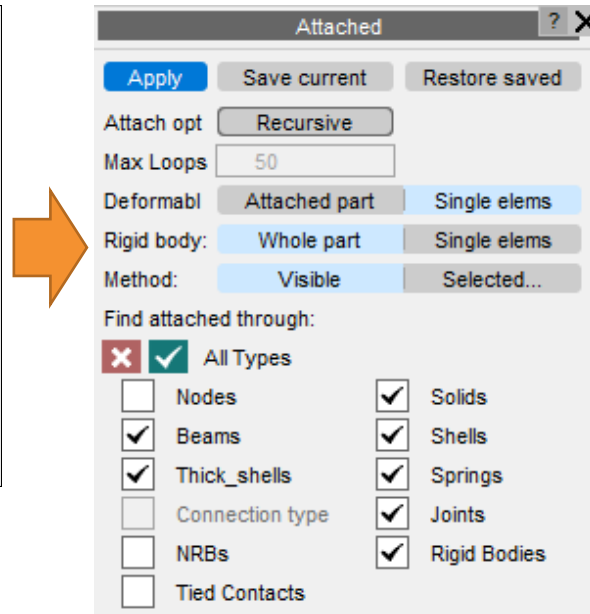 Attached ?
Apply Save current Restore saved
Attach opt Recursive
Max Loops 50
Deformabl Attached part Single elems
Rigid body: Whole part Single elems
Method: Visible Selected...
Find attached through:
All Types
Nodes Solids
Beams Shells
Thick_shells Springs
Connection type Joints
NRBs Rigid Bodies
Tied Contacts